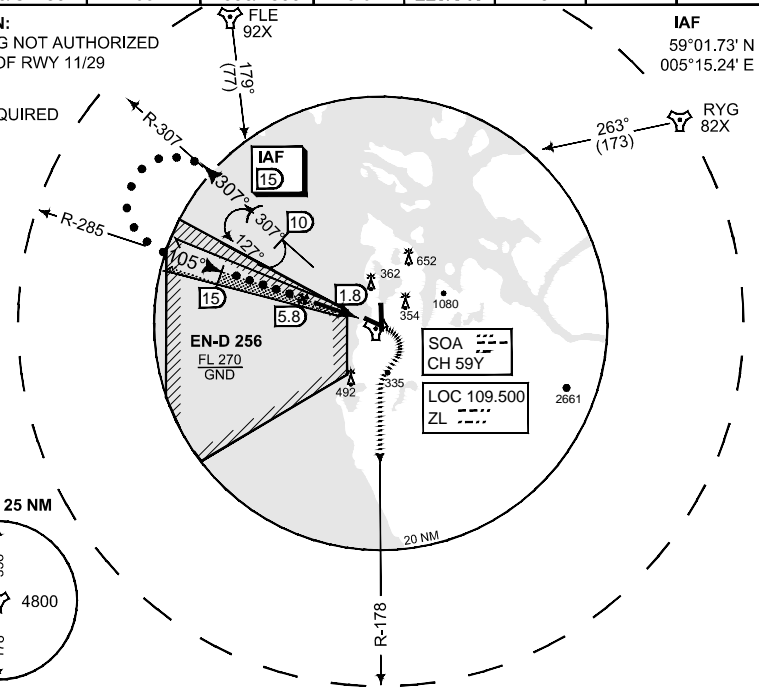 FLE
92X
IAF
59°01.73' N
005°15.24' E
N:
G NOT AUTHORIZED
OF RWY 11/29
QUIRED
179°
(77)
RYG
82X
263°
(173)
R-307
IAF
15
307°
307°
127°
10
R-285
105°
15
5.8
1.8
362
652
354
1080
EN-D 256
FL 270
GND
SOA
CH 59Y
LOC 109.500
ZL
492
335
2661
20 NM
25 NM
4800
R-178